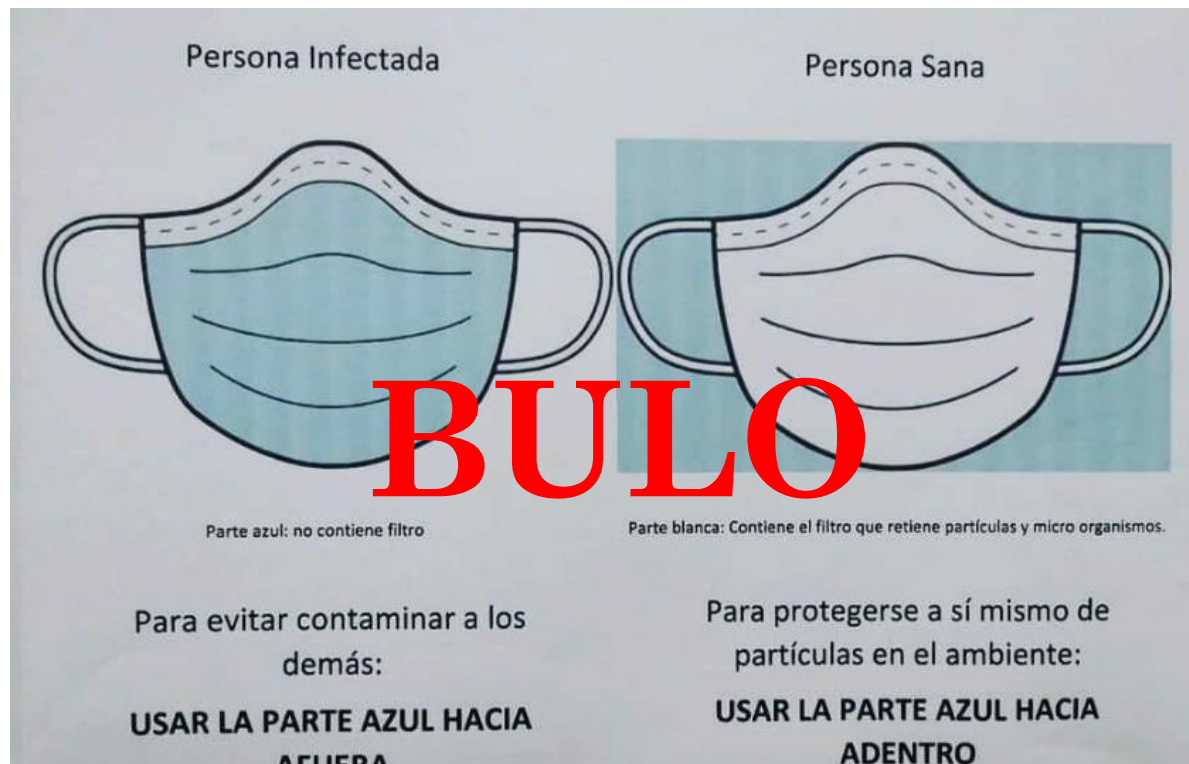 Persona Infectada
Persona Sana
BULO
Parte azul: no contiene filtro
Parte blanca: Contiene el filtro que retiene partículas y micro organismos.
Para evitar contaminar a los
demás:
USAR LA PARTE AZUL HACIA
AFUERA
Para protegerse a sí mismo de
partículas en el ambiente:
USAR LA PARTE AZUL HACIA
ADENTRO